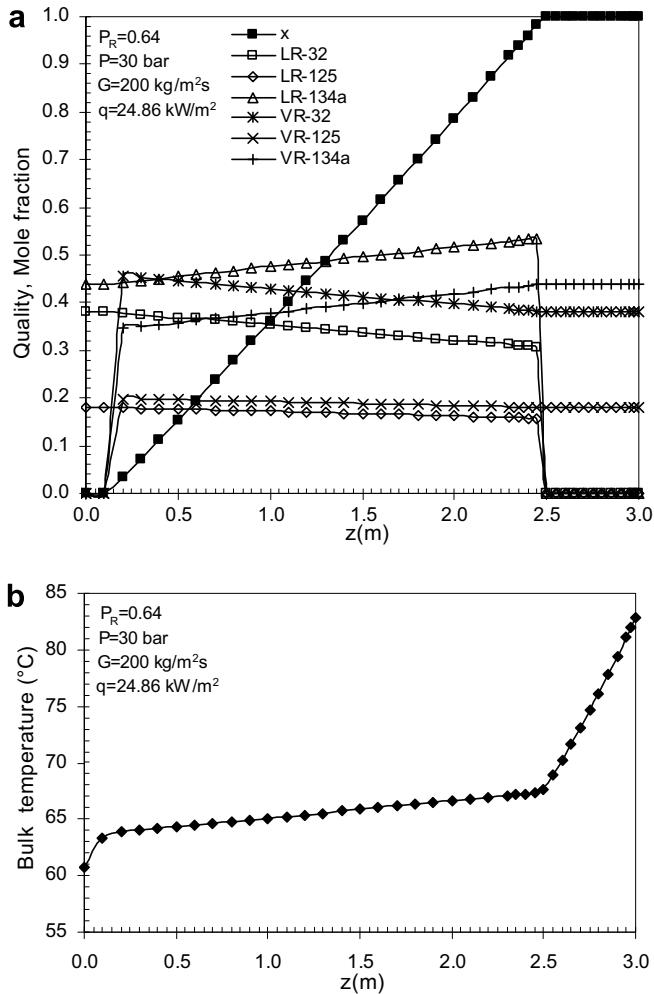 a
P_R=0.64
P=30 bar
G=200 kg/m²s
q=24.86 kW/m²
x
LR-32
LR-125
LR-134a
VR-32
VR-125
VR-134a
Quality, Mole fraction
1.0
0.9
0.8
0.7
0.6
0.5
0.4
0.3
0.2
0.1
0.0
0.0 0.5 1.0 1.5 2.0 2.5 3.0
z(m)
b
P_R=0.64
P=30 bar
G=200 kg/m²s
q=24.86 kW/m²
Bulk temperature (°C)
85
80
75
70
65
60
55
0.0 0.5 1.0 1.5 2.0 2.5 3.0
z(m)